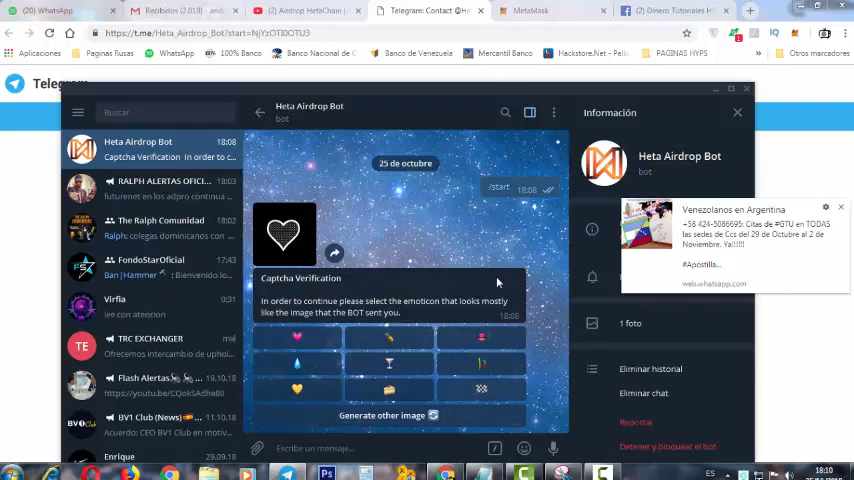 (20) WhatsApp
Recibidos (2.019)
Airdrop HetaChain |
Telegram: Contact @He
MetaMask
(2) Dinero Tutoriales H
https://t.me/Heta_Airdrop_Bot?start=NjYzOTI0OTU3
Aplicaciones
Paginas Rusas
WhatsApp
100% Banco
Banco Nacional de C
Banco de Venezuela
Mercantil Banco
Hackstore.Net - Pelic
PAGINAS HYPS
Otros marcadores
Telegram
Buscar
Heta Airdrop Bot
bot
Información
Heta Airdrop Bot
18:08
Captcha Verification In order to c...
RALPH ALERTAS OFICI...
18:03
futurenet en los adpro continua ...
The Ralph Comunidad
18:02
Ralph: colegas dominicanos con ...
FondoStarOficial
17:43
Ban|Hammer: Bienvenido lo...
Virfia
0:31
lee con atencion
TE
TRC EXCHANGER
mié
Ofrecemos intercambio de uphol...
Flash Alertas
19.10.18
https://youtu.be/CQokSAdhe80
BV1 Club (News)
11.10.18
Acuerdo: CEO BV1 Club en motiv...
Enrique
29.09.18
25 de octubre
/start
18:08
Captcha Verification
In order to continue please select the emoticon that looks mostly
like the image that the BOT sent you.
18:08
Generate other image
Escribe un mensaje...
Heta Airdrop Bot
bot
Venezolanos en Argentina
+58 424-5086695: Citas de #GTU en TODAS
las sedes de Ccs del 29 de Octubre al 2 de
Noviembre. Ya!!!!!!
#Apostilla...
web.whatsapp.com
1 foto
Eliminar historial
Eliminar chat
Reportar
Detener y bloquear el bot
ES
18:10